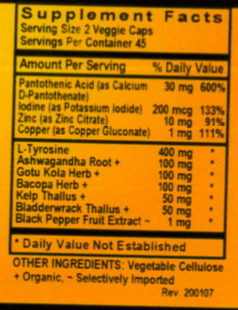 Supplement Facts
Serving Size 2 Veggie Caps
Servings Per Container 45
Amount Per Serving % Daily Value
Pantothenic Acid (as Calcium 30 mg 600%
D-Pantothenate)
Iodine (as Potassium Iodide) 200 mcg 133%
Zinc (as Zinc Citrate) 10 mg 91%
Copper (as Copper Gluconate) 1 mg 111%
L-Tyrosine 400 mg *
Ashwagandha Root + 100 mg *
Gotu Kola Herb + 100 mg *
Bacopa Herb + 100 mg *
Kelp Thallus + 50 mg *
Bladderwrack Thallus + 50 mg *
Black Pepper Fruit Extract ~ 1 mg *
* Daily Value Not Established
OTHER INGREDIENTS: Vegetable Cellulose
+ Organic, ~ Selectively Imported
Rev. 200107